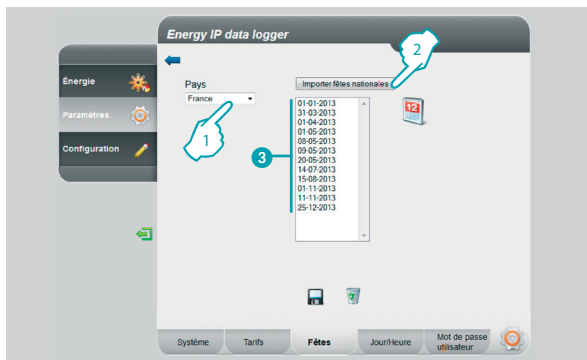 Energy IP data logger
2
Énergie
Paramètres
Configuration
Pays
France
1
Importer fêtes nationales
3
01-01-2013
31-03-2013
01-04-2013
01-05-2013
08-05-2013
09-05-2013
20-05-2013
14-07-2013
15-08-2013
01-11-2013
11-11-2013
25-12-2013
12
Système
Tarifs
Fêtes
Jour/Heure
Mot de passe
utilisateur